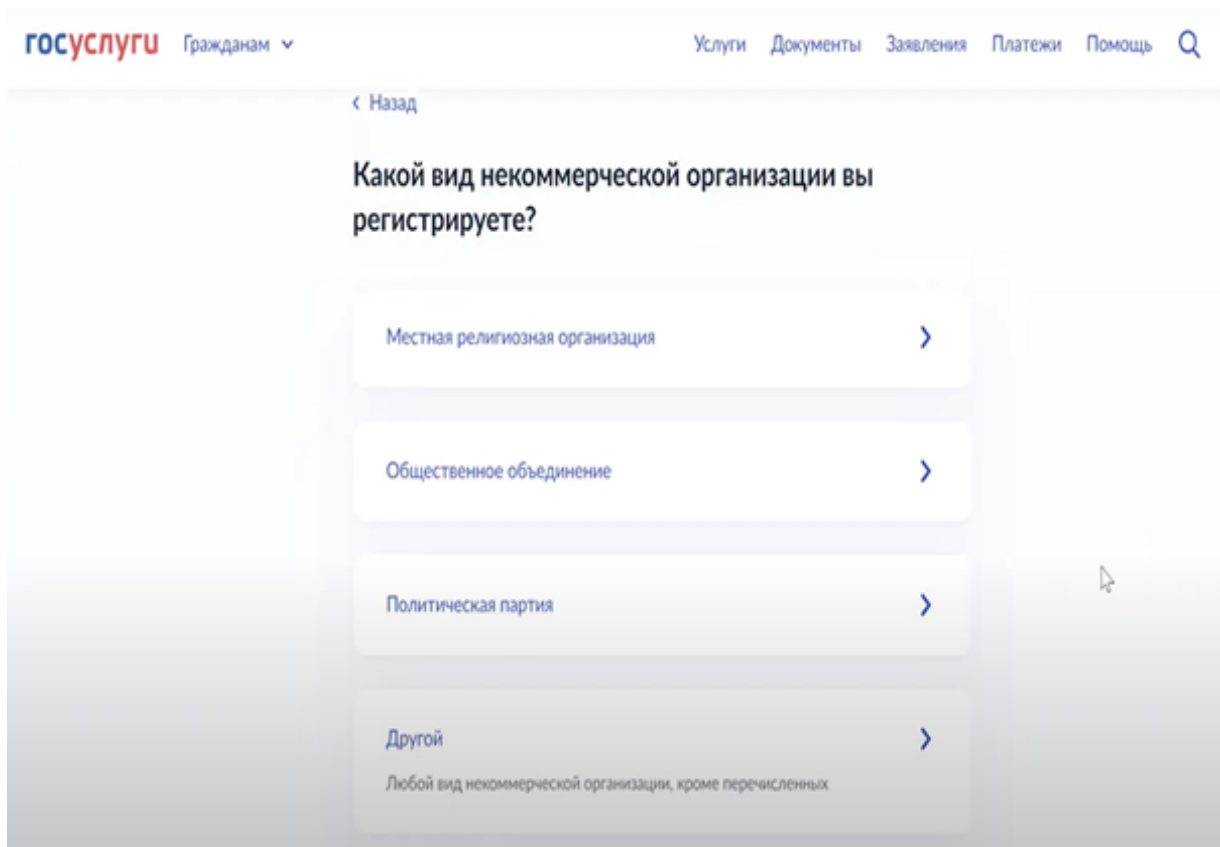 госуслуги Гражданам Услуги Документы Заявления Платежи Помощь
Назад
Какой вид некоммерческой организации вы
регистрируете?
Местная религиозная организация
Общественное объединение
Политическая партия
Другой
Любой вид некоммерческой организации, кроме перечисленных